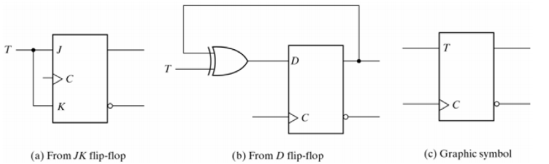 T
J
C
K
(a) From JK flip-flop
T
D
C
(b) From D flip-flop
T
C
(c) Graphic symbol